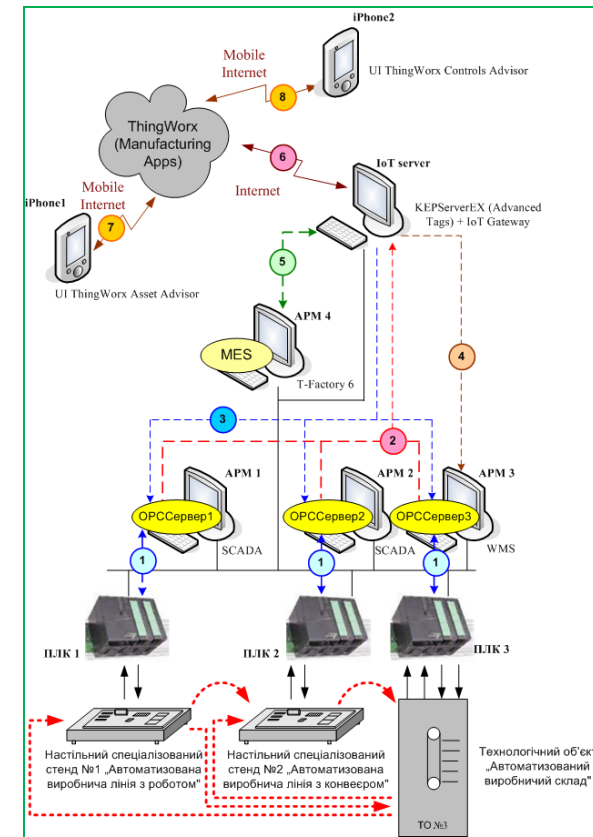 iPhone2
Mobile
Internet
8
UI ThingWorx Controls Advisor
ThingWorx
(Manufacturing
Apps)
6
IoT server
Internet
iPhone1
Mobile
Internet
7
KEPServerEX (Advanced
Tags) + IoT Gateway
UI ThingWorx Asset Advisor
5
АРМ 4
MES
T-Factory 6
4
3
2
АРМ 1
АРМ 2
АРМ 3
ОРССервер1
ОРССервер2
ОРССервер3
SCADA
SCADA
WMS
1
1
1
ПЛК 1
ПЛК 2
ПЛК 3
Настільний спеціалізований
стенд №1 „Автоматизована
виробнича лінія з роботом"
Настільний спеціалізований
стенд №2 „Автоматизована
виробнича лінія з конвеєром"
Технологічний об'єкт
„Автоматизований
виробничий склад"
ТО №3